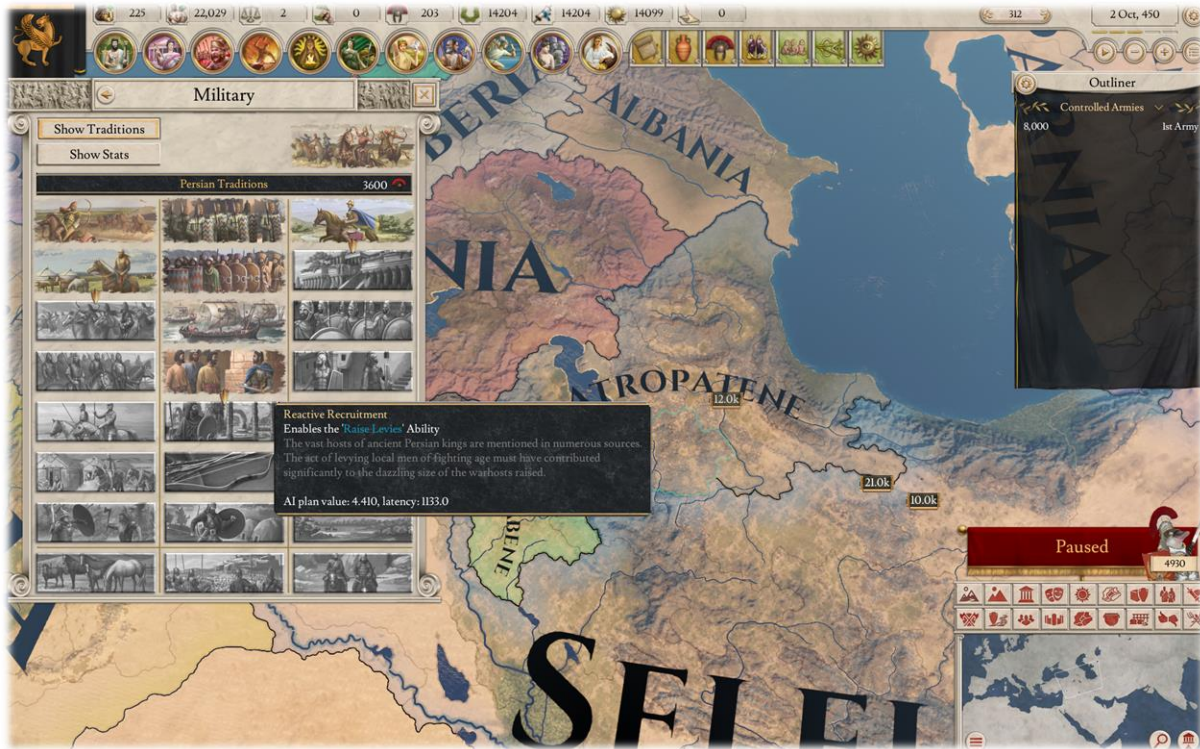 225 22,029 2 0 203 14204 14204 14099 0 312 2 Oct, 450
Military
Outliner
Controlled Armies
8,000 1st Army
Show Traditions
Show Stats
Persian Traditions 3600
ALBANIA
BERIA
NIA
NIA
ATROPATENE
12.0k
Reactive Recruitment
Enables the 'Raise Levies' Ability
The vast hosts of ancient Persian kings are mentioned in numerous sources.
The act of levying local men of fighting age must have contributed
significantly to the dazzling size of the warhosts raised.
AI plan value: 4.410, latency: 1133.0
21.0k
10.0k
BENE
Paused
4930
SELEU